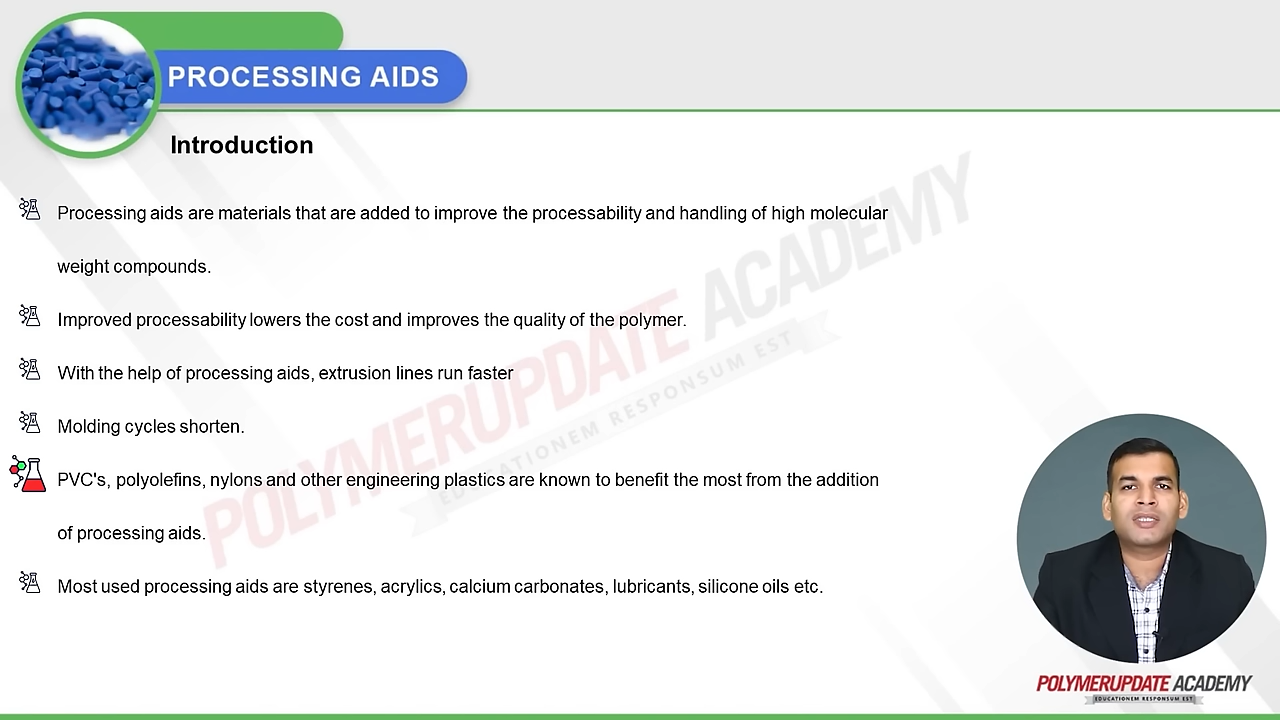 PROCESSING AIDS
Introduction
Processing aids are materials that are added to improve the processability and handling of high molecular
weight compounds.
Improved processability lowers the cost and improves the quality of the polymer.
With the help of processing aids, extrusion lines run faster
Molding cycles shorten.
PVC's, polyolefins, nylons and other engineering plastics are known to benefit the most from the addition
of processing aids.
Most used processing aids are styrenes, acrylics, calcium carbonates, lubricants, silicone oils etc.
POLYMERUPDATE ACADEMY
EDUCATIONEM RESPONSUM EST
POLYMERUPDATE ACADEMY
EDUCATIONEM RESPONSUM EST